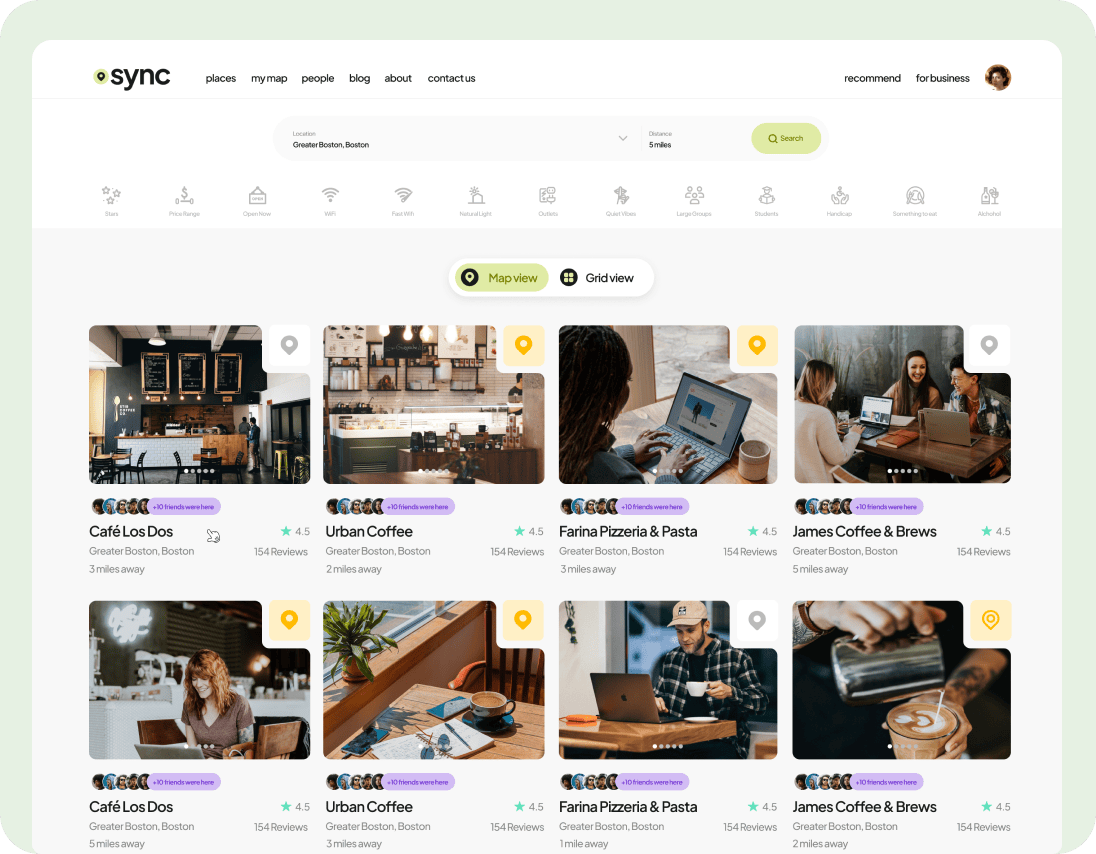 sync places my map people blog about contact us recommend for business
Location
Greater Boston, Boston
Distance
5 miles
Search
Stars Price Range Open Now WiFi Fast Wifi Natural Light Outlets Quiet Vibes Large Groups Students Handicap Something to eat Alchohol
Map view Grid view
+10 friends were here +10 friends were here +10 friends were here +10 friends were here
Café Los Dos 4.5 Urban Coffee 4.5 Farina Pizzeria & Pasta 4.5 James Coffee & Brews 4.5
Greater Boston, Boston 154 Reviews Greater Boston, Boston 154 Reviews Greater Boston, Boston 154 Reviews Greater Boston, Boston 154 Reviews
3 miles away 2 miles away 3 miles away 5 miles away
+10 friends were here +10 friends were here +10 friends were here +10 friends were here
Café Los Dos 4.5 Urban Coffee 4.5 Farina Pizzeria & Pasta 4.5 James Coffee & Brews 4.5
Greater Boston, Boston 154 Reviews Greater Boston, Boston 154 Reviews Greater Boston, Boston 154 Reviews Greater Boston, Boston 154 Reviews
5 miles away 3 miles away 1 mile away 2 miles away